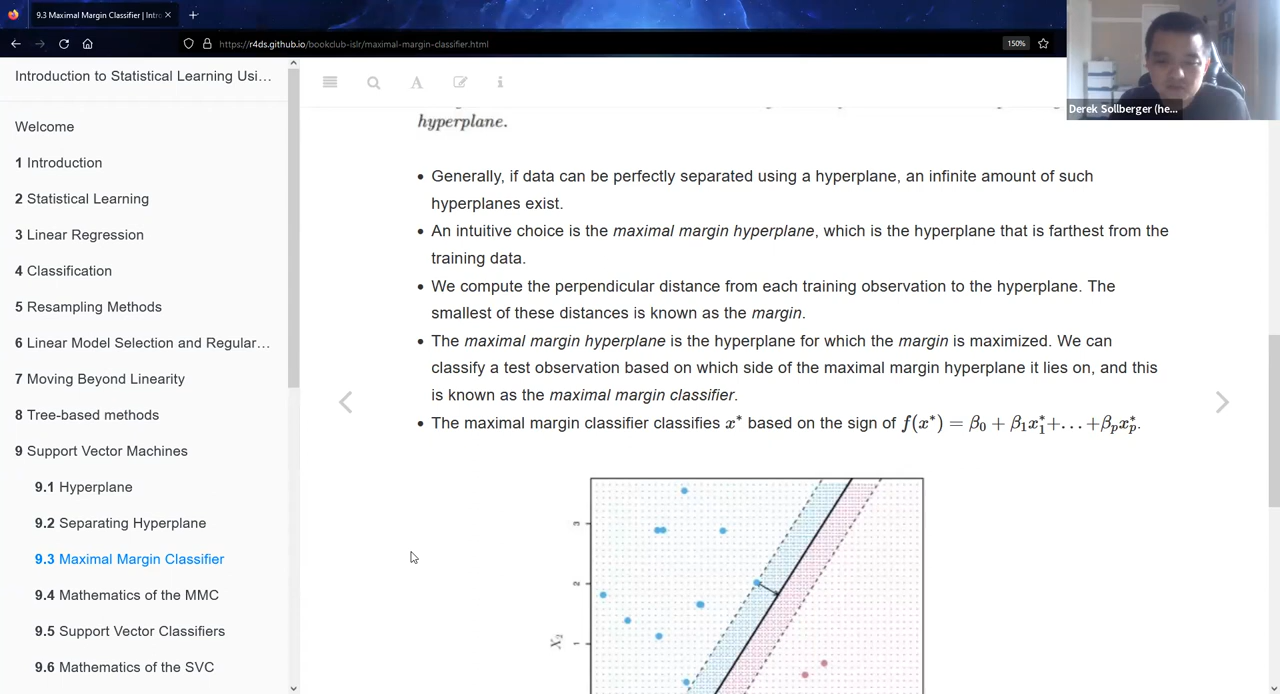 9.3 Maximal Margin Classifier | Intro
https://r4ds.github.io/bookclub-islr/maximal-margin-classifier.html
150%
Derek Sollberger (he...
Introduction to Statistical Learning Usi...
Welcome
1 Introduction
2 Statistical Learning
3 Linear Regression
4 Classification
5 Resampling Methods
6 Linear Model Selection and Regular...
7 Moving Beyond Linearity
8 Tree-based methods
9 Support Vector Machines
9.1 Hyperplane
9.2 Separating Hyperplane
9.3 Maximal Margin Classifier
9.4 Mathematics of the MMC
9.5 Support Vector Classifiers
9.6 Mathematics of the SVC
hyperplane.
• Generally, if data can be perfectly separated using a hyperplane, an infinite amount of such
hyperplanes exist.
• An intuitive choice is the maximal margin hyperplane, which is the hyperplane that is farthest from the
training data.
• We compute the perpendicular distance from each training observation to the hyperplane. The
smallest of these distances is known as the margin.
• The maximal margin hyperplane is the hyperplane for which the margin is maximized. We can
classify a test observation based on which side of the maximal margin hyperplane it lies on, and this
is known as the maximal margin classifier.
• The maximal margin classifier classifies x* based on the sign of f(x*) = β₀ + β₁x₁*+. . . +βₚxₚ*.
3
2
1
X₂